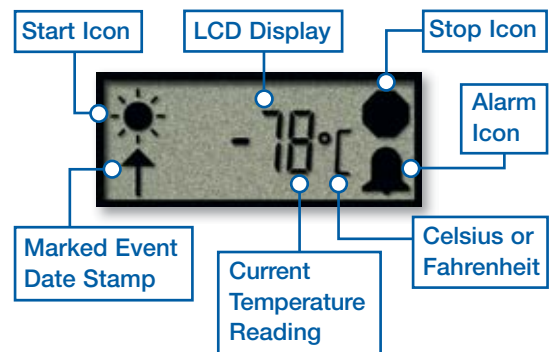 Start Icon
LCD Display
Stop Icon
Alarm
Icon
-78°C
Marked Event
Date Stamp
Current
Temperature
Reading
Celsius or
Fahrenheit